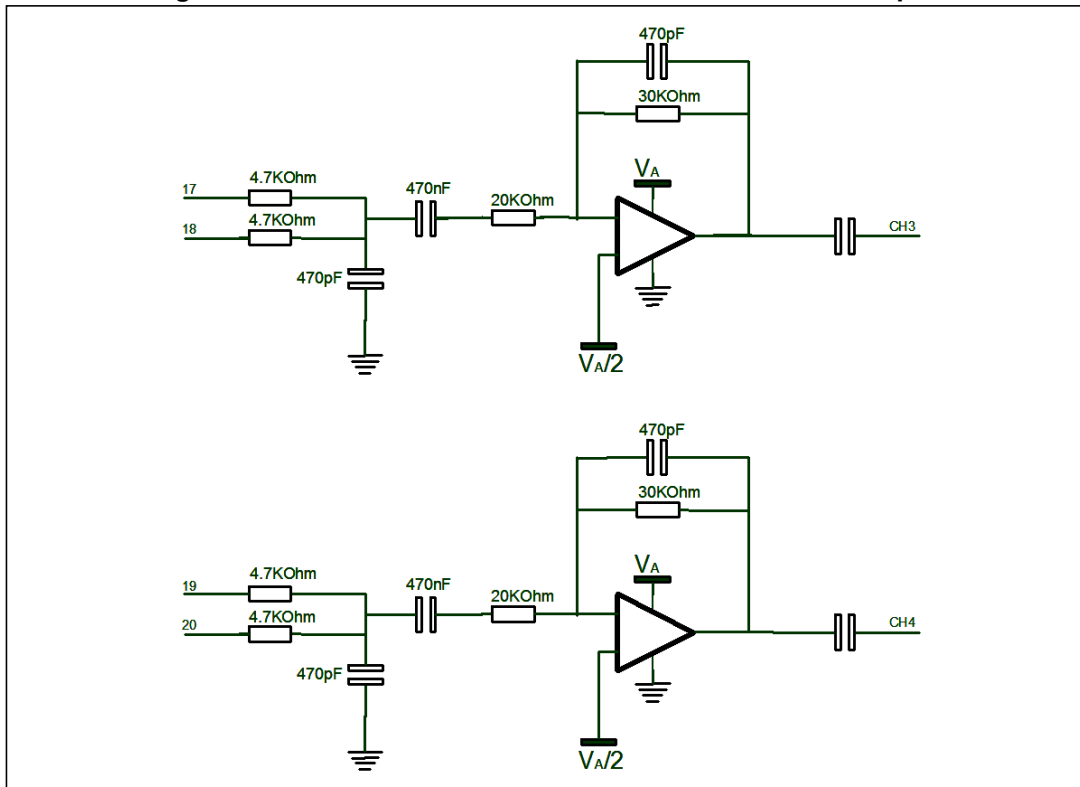 470pF
30KOhm
VA
4.7KOhm
17
470nF
20KOhm
4.7KOhm
18
CH3
470pF
VA/2
470pF
30KOhm
VA
4.7KOhm
19
470nF
20KOhm
4.7KOhm
20
CH4
470pF
VA/2